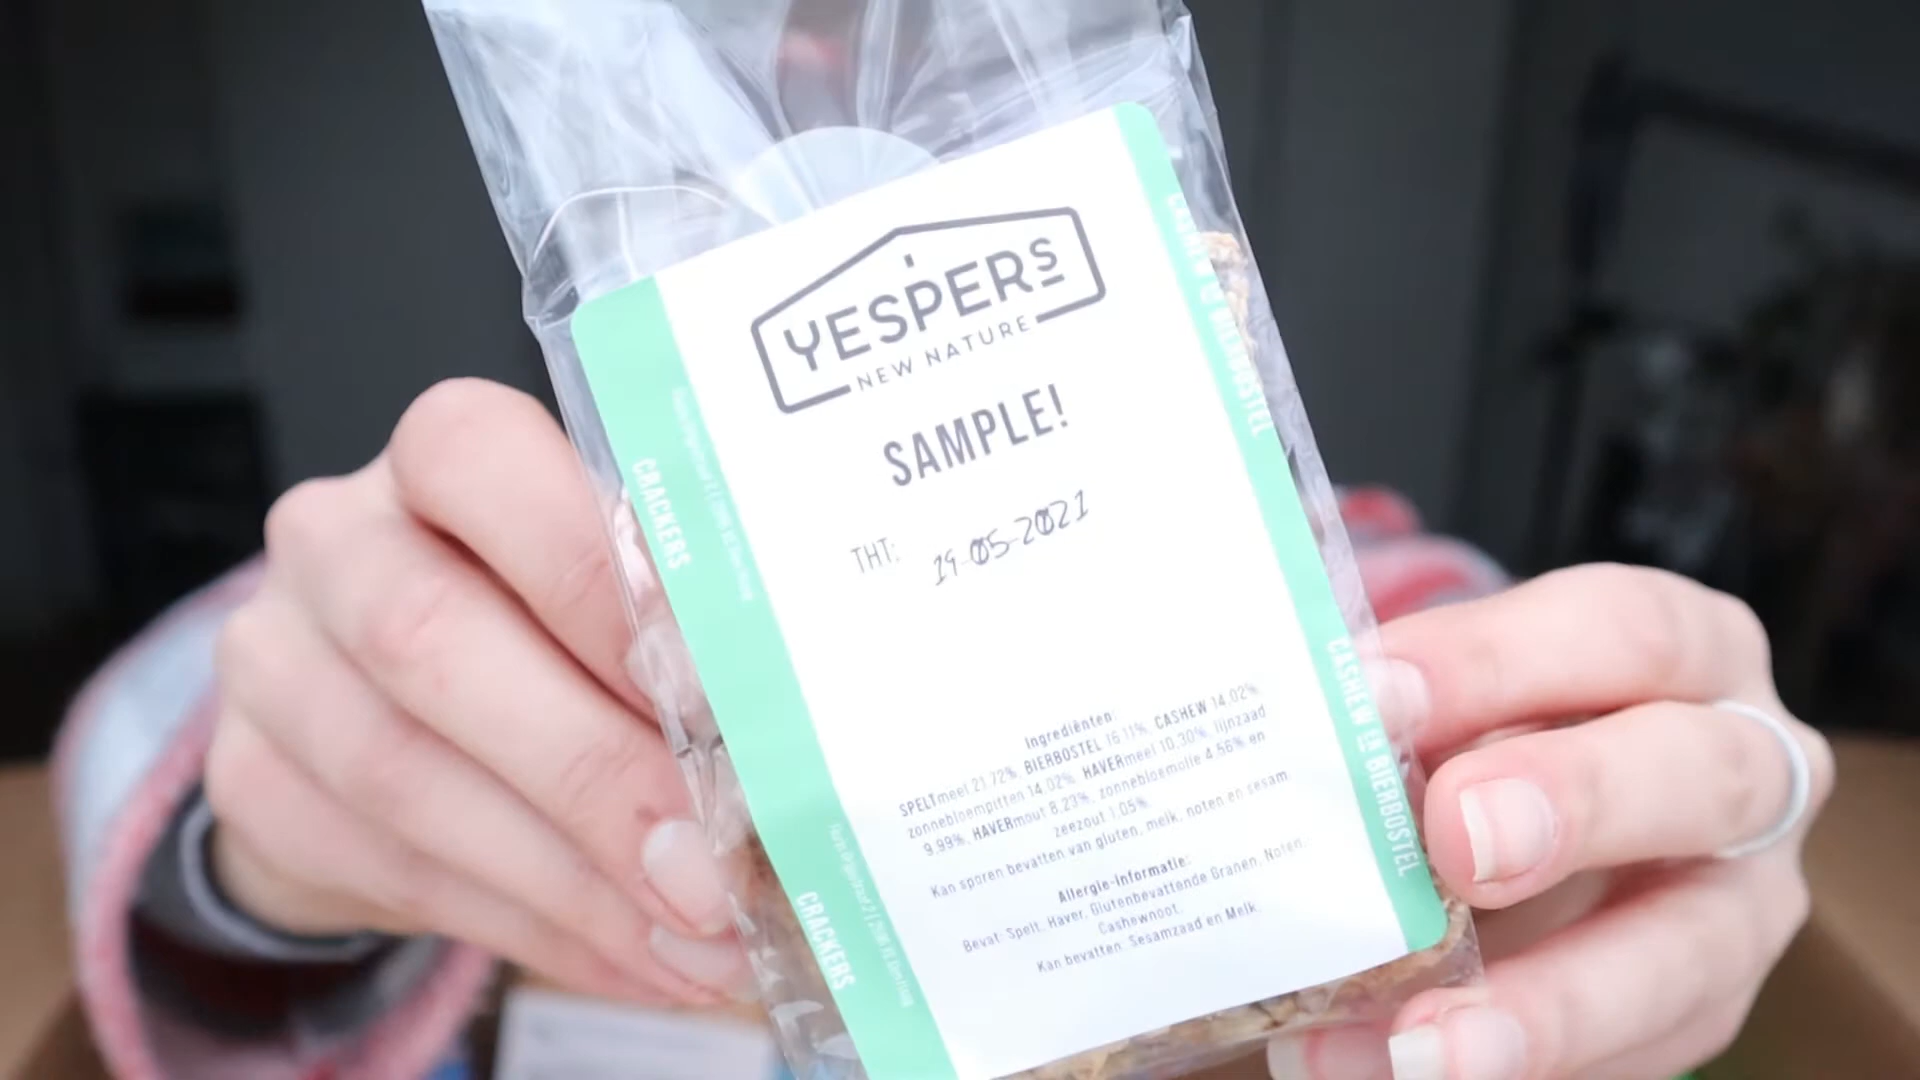 YESPERS
NEW NATURE
SAMPLE!
THT: 19-05-2021
Ingrediënten:
SPELTmeel 21.72%, BIERBOSTEL 16.11%, CASHEW 14.02%,
zonnebloempitten 14.02%, HAVERmeel 10.30%, lijnzaad
9.99%, HAVERmout 8.23%, zonnebloemolie 4.56% en
zeezout 1.05%.
Kan sporen bevatten van gluten, melk, noten en sesam
Allergie-informatie:
Bevat: Spelt, Haver, Glutenbevattende Granen, Noten,
Cashewnoot.
Kan bevatten: Sesamzaad en Melk.
CRACKERS
CRACKERS
CASHEW EN BIERBOSTEL
CASHEW EN BIERBOSTEL